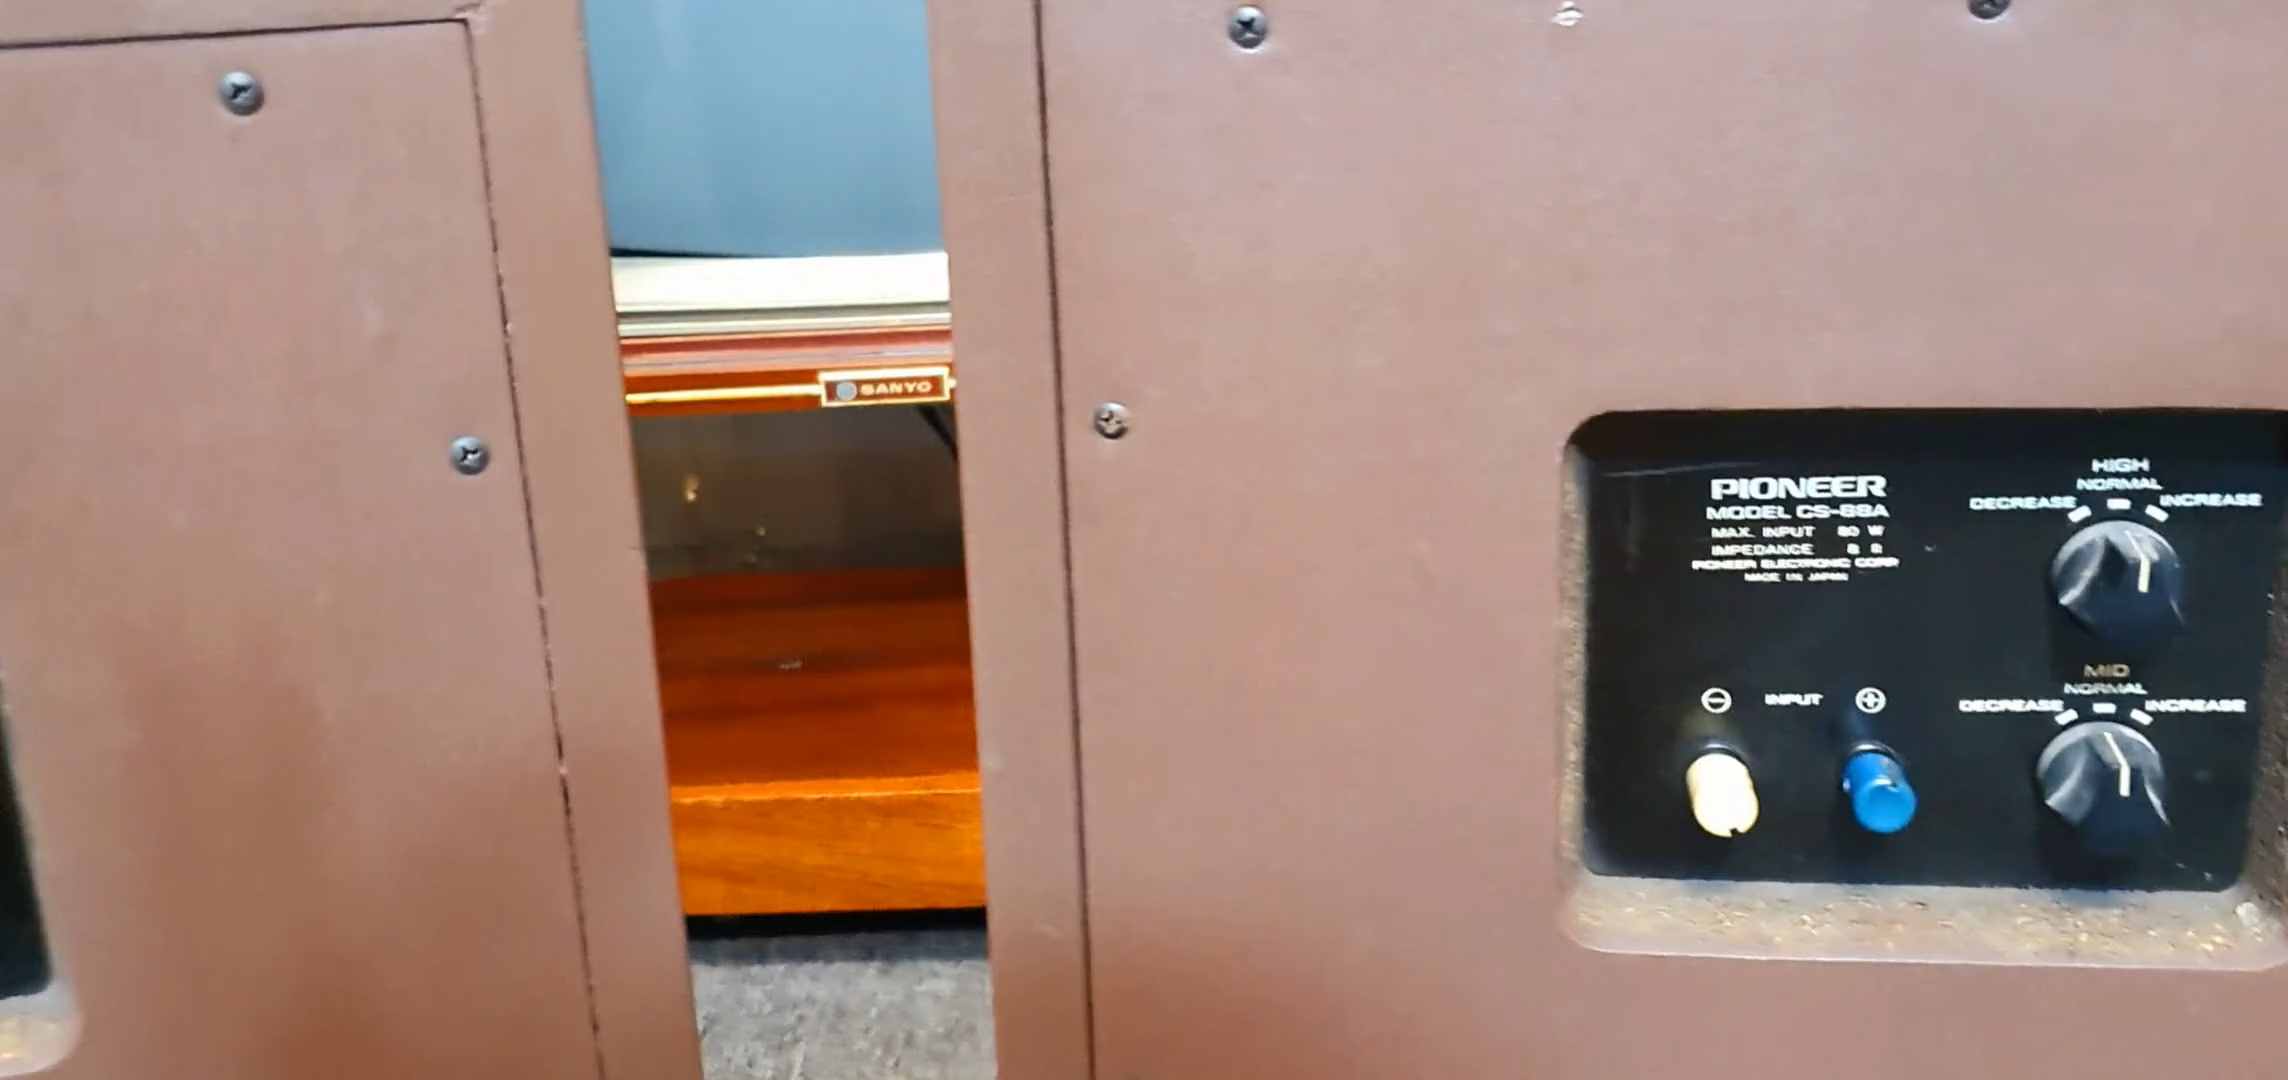 SANYO
PIONEER
MODEL CS-88A
MAX. INPUT 80 W
IMPEDANCE 8 Ω
PIONEER ELECTRONIC CORP
MADE IN JAPAN
HIGH
NORMAL
DECREASE INCREASE
⊖ INPUT ⊕
MID
NORMAL
DECREASE INCREASE